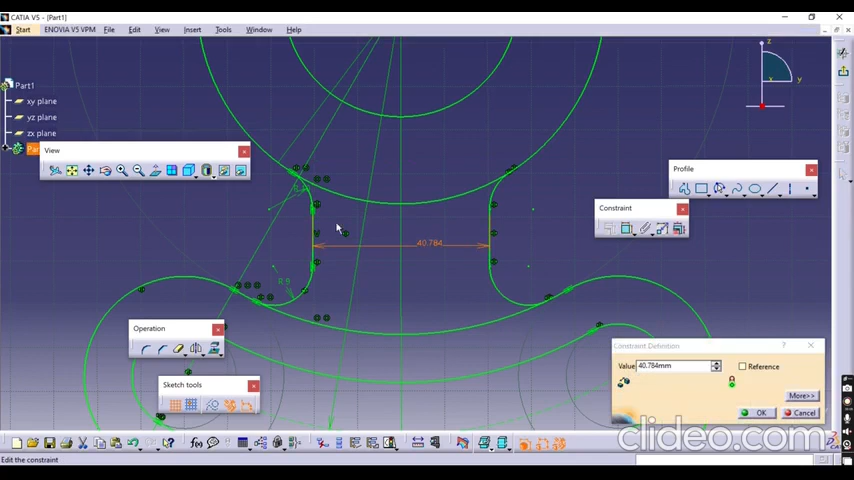 CATIA V5 - [Part1]
Start ENOVIA V5 VPM File Edit View Insert Tools Window Help
Part1
xy plane
yz plane
zx plane
Par
View
Profile
Constraint
40.784
R 9
Operation
Sketch tools
Constraint Definition ?
Value 40.784mm Reference
More>>
OK Cancel
clideo.com
Edit the constraint
z
x y
f(x)